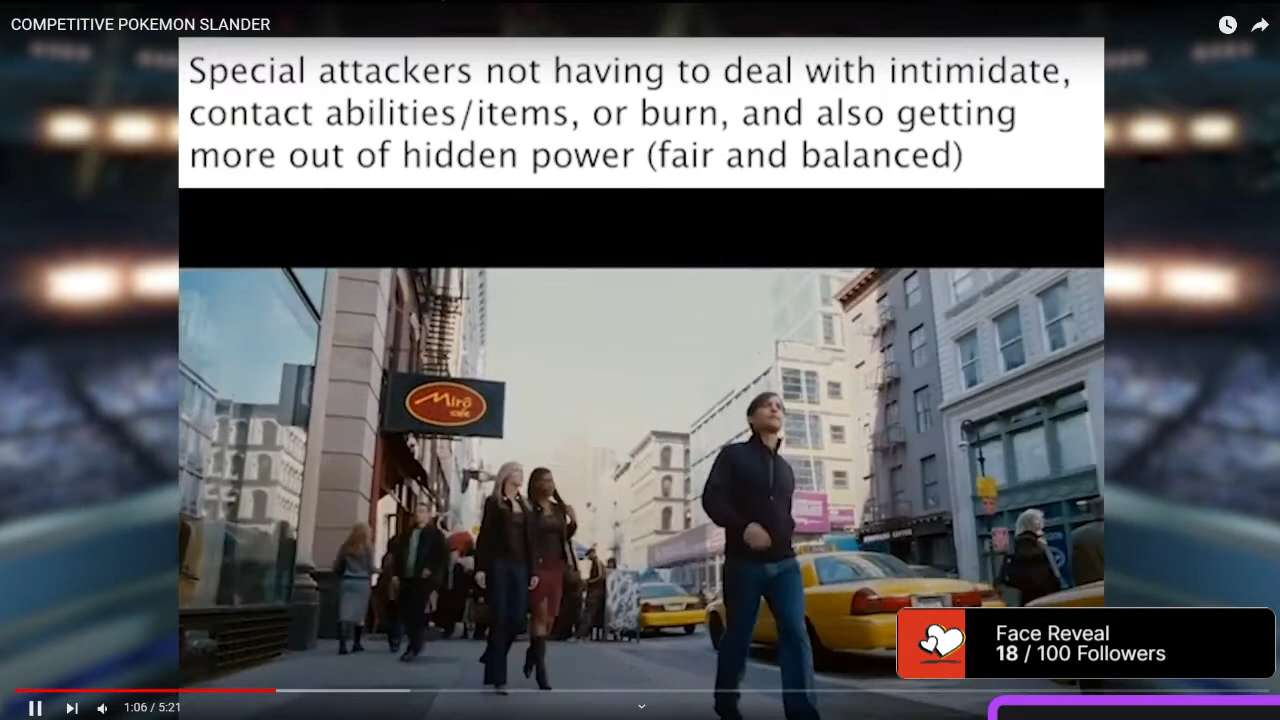 COMPETITIVE POKEMON SLANDER
Special attackers not having to deal with intimidate,
contact abilities/items, or burn, and also getting
more out of hidden power (fair and balanced)
Miró
cafe
Face Reveal
18 / 100 Followers
1:06 / 5:21